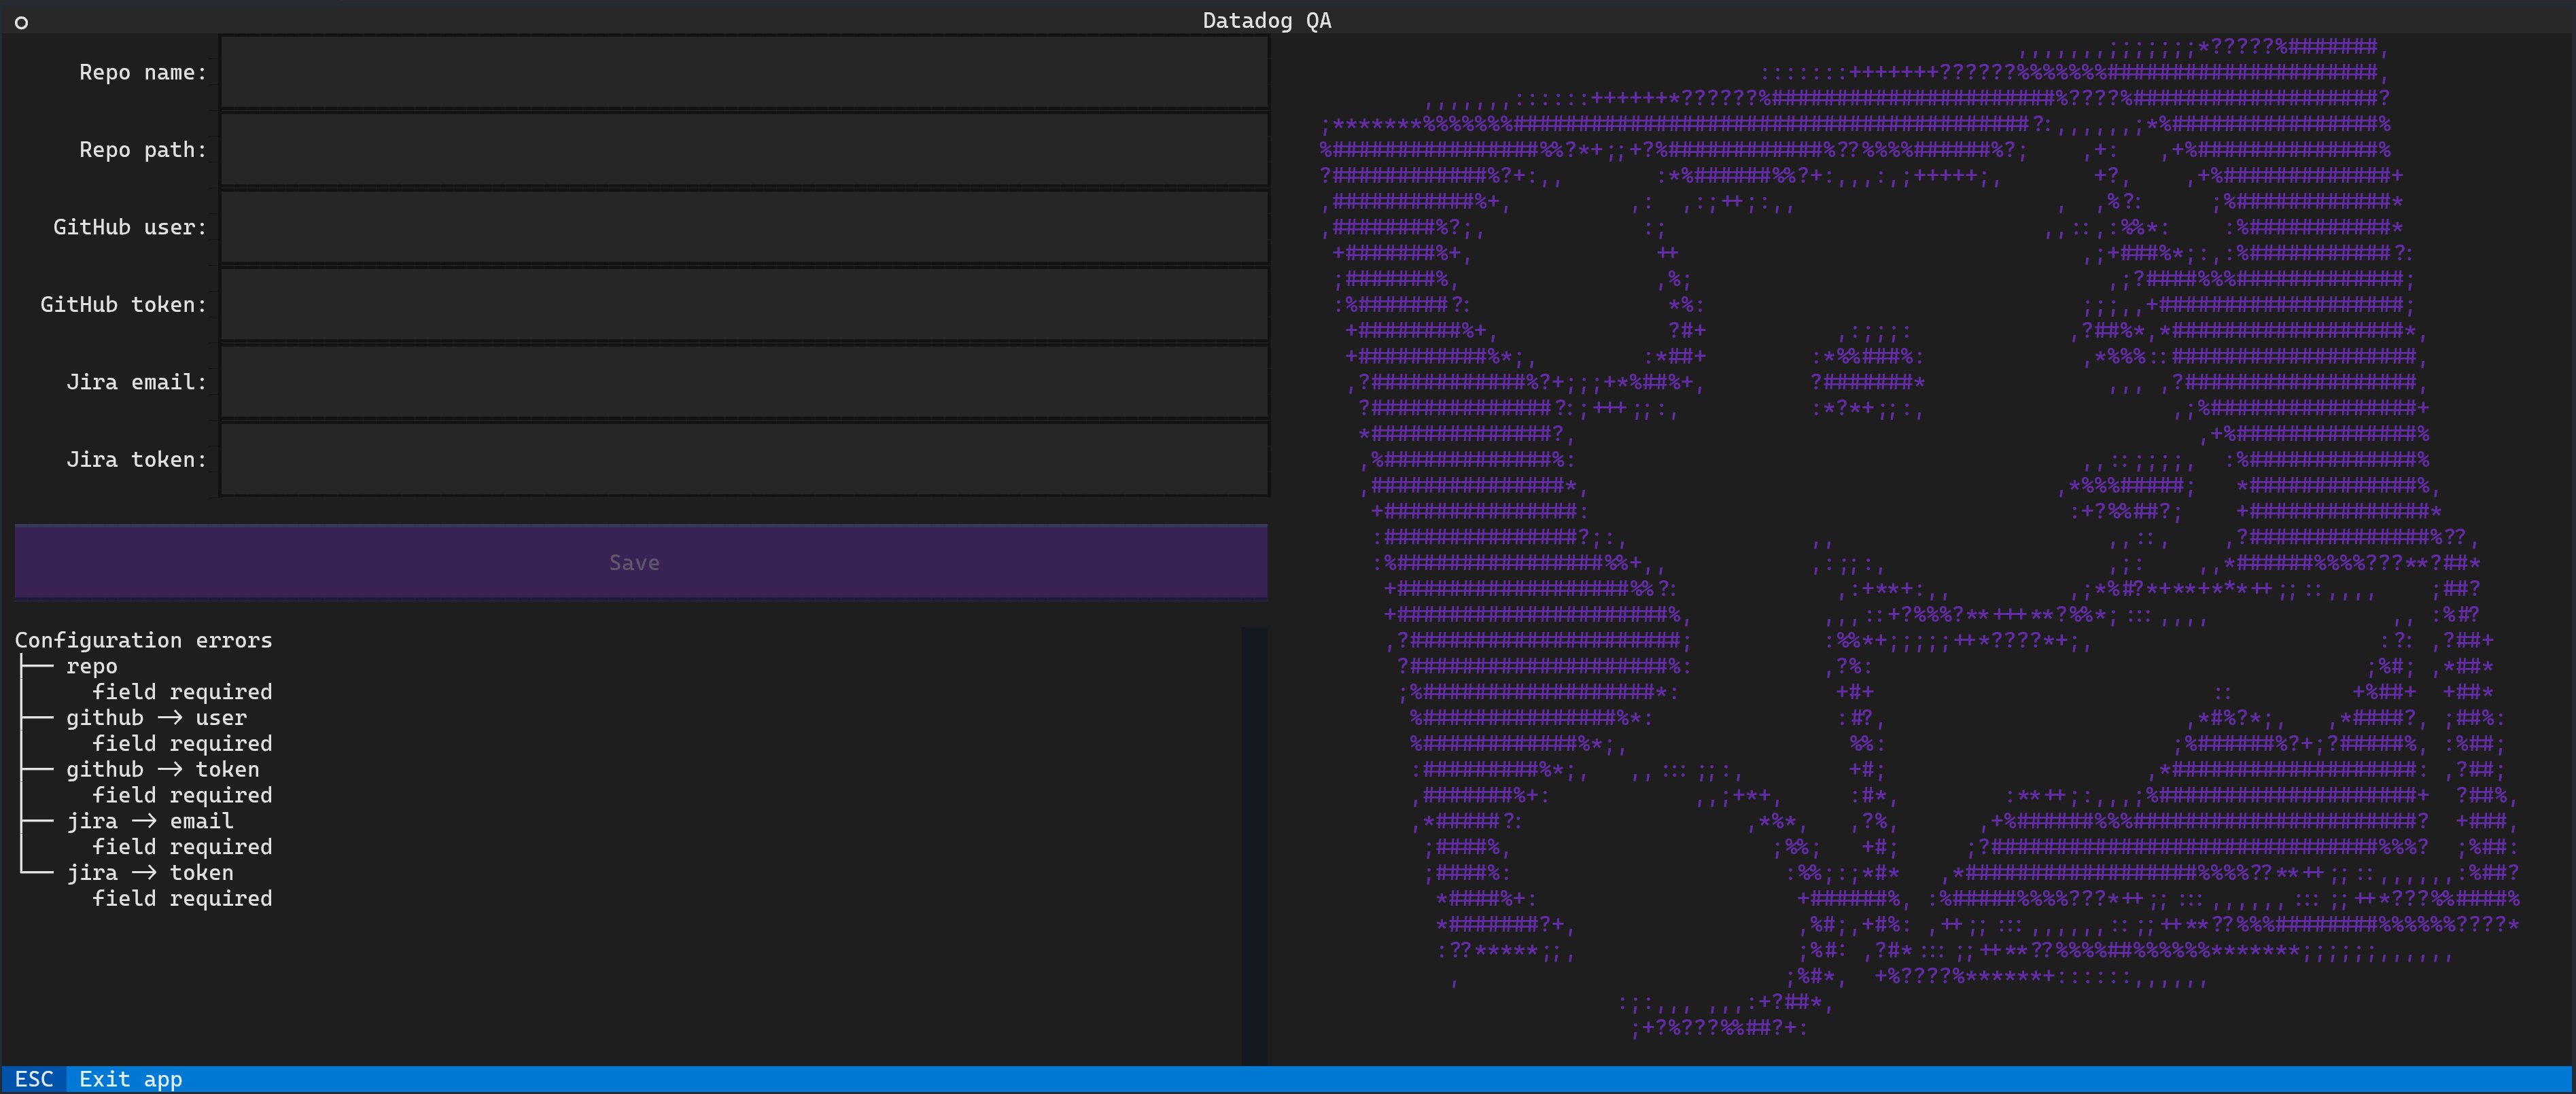 Datadog QA
Repo name:
Repo path:
GitHub user:
GitHub token:
Jira email:
Jira token:
Save
Configuration errors
├── repo
field required
├── github → user
field required
├── github → token
field required
├── jira → email
field required
└── jira → token
field required
ESC Exit app